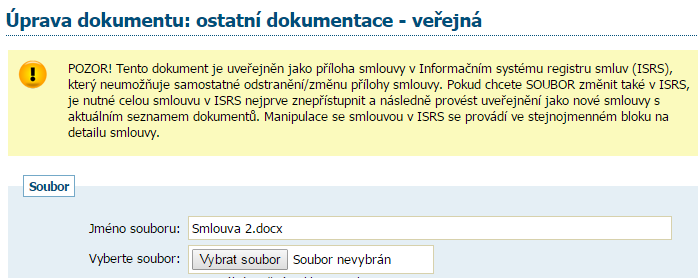 Úprava dokumentu: ostatní dokumentace - veřejná
POZOR! Tento dokument je uveřejněn jako příloha smlouvy v Informačním systému registru smluv (ISRS),
který neumožňuje samostatné odstranění/změnu přílohy smlouvy. Pokud chcete SOUBOR změnit také v ISRS,
je nutné celou smlouvu v ISRS nejprve znepřístupnit a následně provést uveřejnění jako nové smlouvy s
aktuálním seznamem dokumentů. Manipulace se smlouvou v ISRS se provádí ve stejnojmenném bloku na
detailu smlouvy.
Soubor
Jméno souboru: Smlouva 2.docx
Vyberte soubor: Vybrat soubor Soubor nevybrán